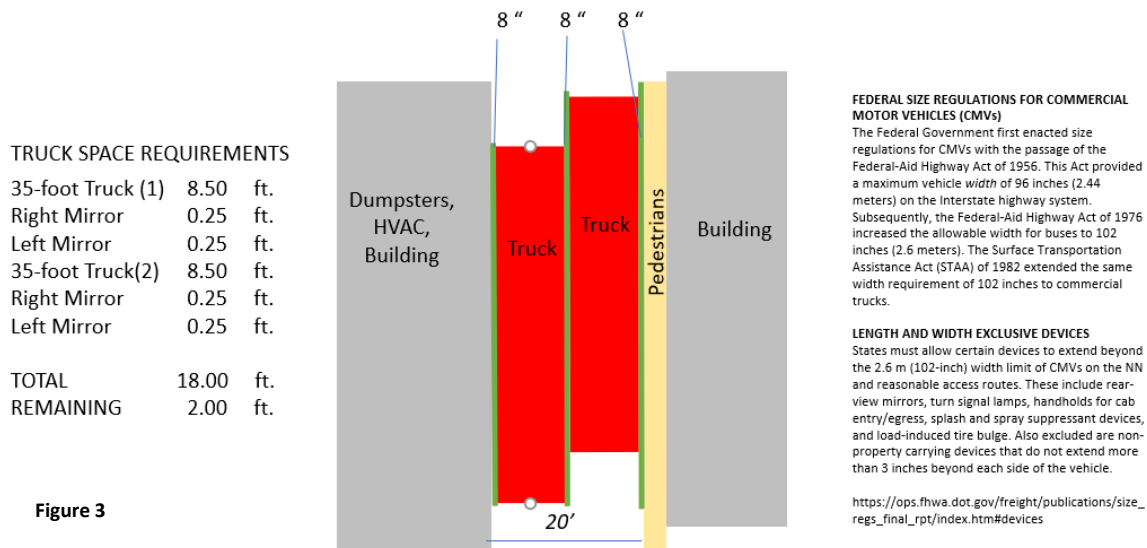 8 “ 8 “ 8 “
TRUCK SPACE REQUIREMENTS
35-foot Truck (1) 8.50 ft.
Right Mirror 0.25 ft.
Left Mirror 0.25 ft.
35-foot Truck(2) 8.50 ft.
Right Mirror 0.25 ft.
Left Mirror 0.25 ft.
TOTAL 18.00 ft.
REMAINING 2.00 ft.
Figure 3
Dumpsters,
HVAC,
Building
Truck
Truck
Pedestrians
Building
20’
FEDERAL SIZE REGULATIONS FOR COMMERCIAL
MOTOR VEHICLES (CMVs)
The Federal Government first enacted size
regulations for CMVs with the passage of the
Federal-Aid Highway Act of 1956. This Act provided
a maximum vehicle width of 96 inches (2.44
meters) on the Interstate highway system.
Subsequently, the Federal-Aid Highway Act of 1976
increased the allowable width for buses to 102
inches (2.6 meters). The Surface Transportation
Assistance Act (STAA) of 1982 extended the same
width requirement of 102 inches to commercial
trucks.
LENGTH AND WIDTH EXCLUSIVE DEVICES
States must allow certain devices to extend beyond
the 2.6 m (102-inch) width limit of CMVs on the NN
and reasonable access routes. These include rear-
view mirrors, turn signal lamps, handholds for cab
entry/egress, splash and spray suppressant devices,
and load-induced tire bulge. Also excluded are non-
property carrying devices that do not extend more
than 3 inches beyond each side of the vehicle.
https://ops.fhwa.dot.gov/freight/publications/size_
regs_final_rpt/index.htm#devices